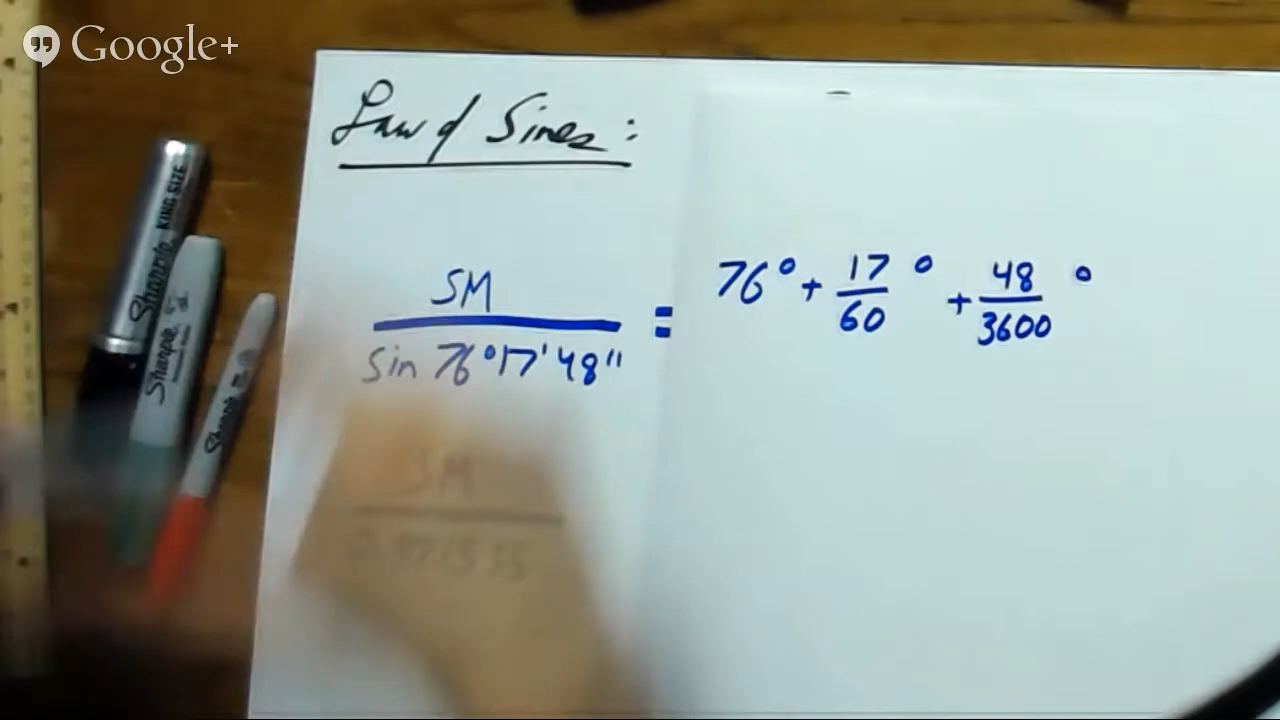 Google+
Law of Sines:
SM / sin 76°17'48" = 76° + 17/60 ° + 48/3600 °
SM
Sharpie KING SIZE
Sharpie
Sharpie